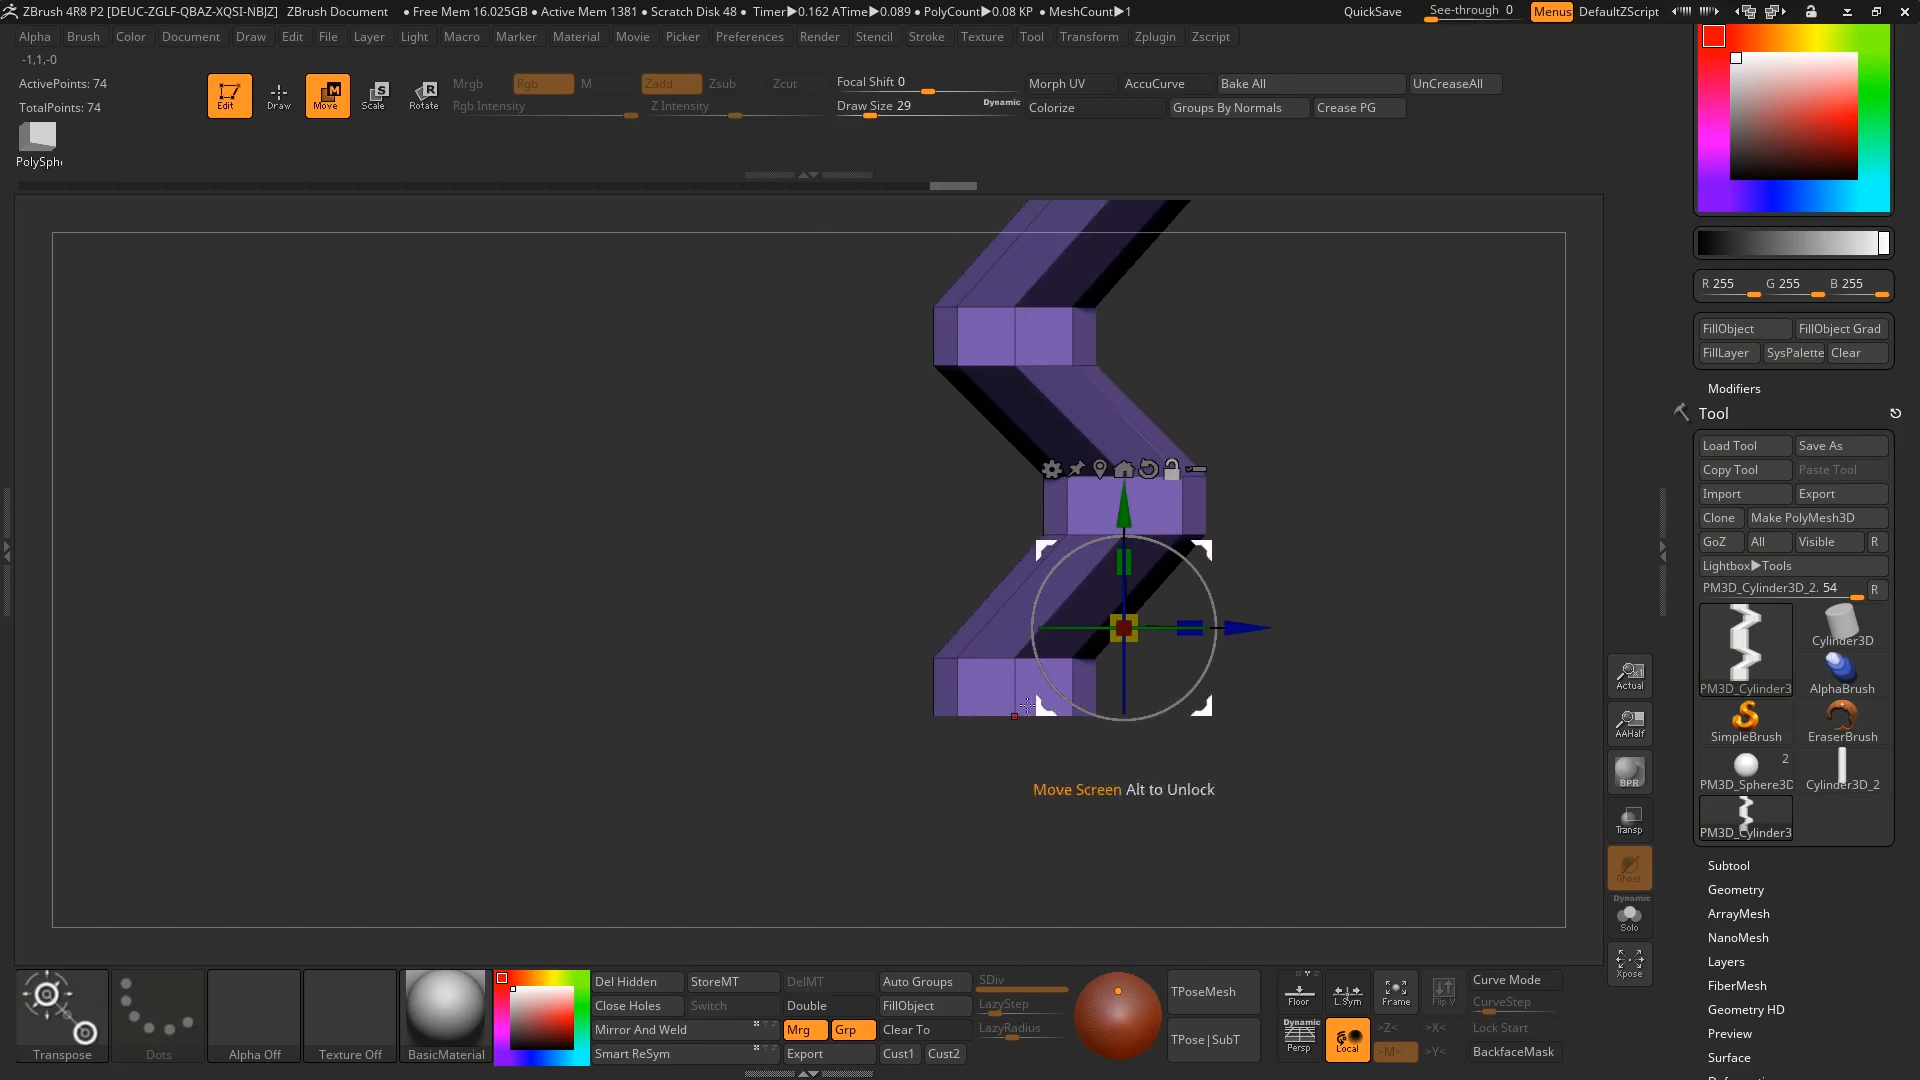 ZBrush 4R8 P2 [DEUC-ZGLF-QBAZ-XQSI-NBJZ] ZBrush Document ● Free Mem 16.025GB ● Active Mem 1381 ● Scratch Disk 48 ● Timer▶0.162 ATime▶0.089 ● PolyCount▶0.08 KP ● MeshCount▶1 QuickSave See-through 0 Menus DefaultZScript
Alpha Brush Color Document Draw Edit File Layer Light Macro Marker Material Movie Picker Preferences Render Stencil Stroke Texture Tool Transform Zplugin Zscript
-1,1,-0
ActivePoints: 74
TotalPoints: 74
Edit Draw Move Scale Rotate
Mrgb Rgb M Zadd Zsub Zcut
Rgb Intensity Z Intensity
Focal Shift 0
Draw Size 29 Dynamic
Morph UV AccuCurve Bake All UnCreaseAll
Colorize Groups By Normals Crease PG
PolySph
Move Screen Alt to Unlock
R 255 G 255 B 255
FillObject FillObject Grad
FillLayer SysPalette Clear
Modifiers
Tool
Load Tool Save As
Copy Tool Paste Tool
Import Export
Clone Make PolyMesh3D
GoZ All Visible R
Lightbox▶Tools
PM3D_Cylinder3D_2. 54 R
PM3D_Cylinder3 Cylinder3D
AlphaBrush
SimpleBrush EraserBrush
2
PM3D_Sphere3D Cylinder3D_2
PM3D_Cylinder3
Subtool
Geometry
ArrayMesh
NanoMesh
Layers
FiberMesh
Geometry HD
Preview
Surface
Actual
AAHalf
BPR
Transp
Ghost
Dynamic
Solo
Xpose
Transpose Dots Alpha Off Texture Off BasicMaterial
Del Hidden StoreMT DelMT Auto Groups SDiv
Close Holes Switch Double FillObject LazyStep
Mirror And Weld Mrg Grp Clear To LazyRadius
Smart ReSym Export Cust1 Cust2
TPoseMesh
TPose|SubT
Floor L.Sym Frame Flip V
Dynamic
Persp Local >Z< >X<
>M< >Y<
Curve Mode
CurveStep
Lock Start
BackfaceMask